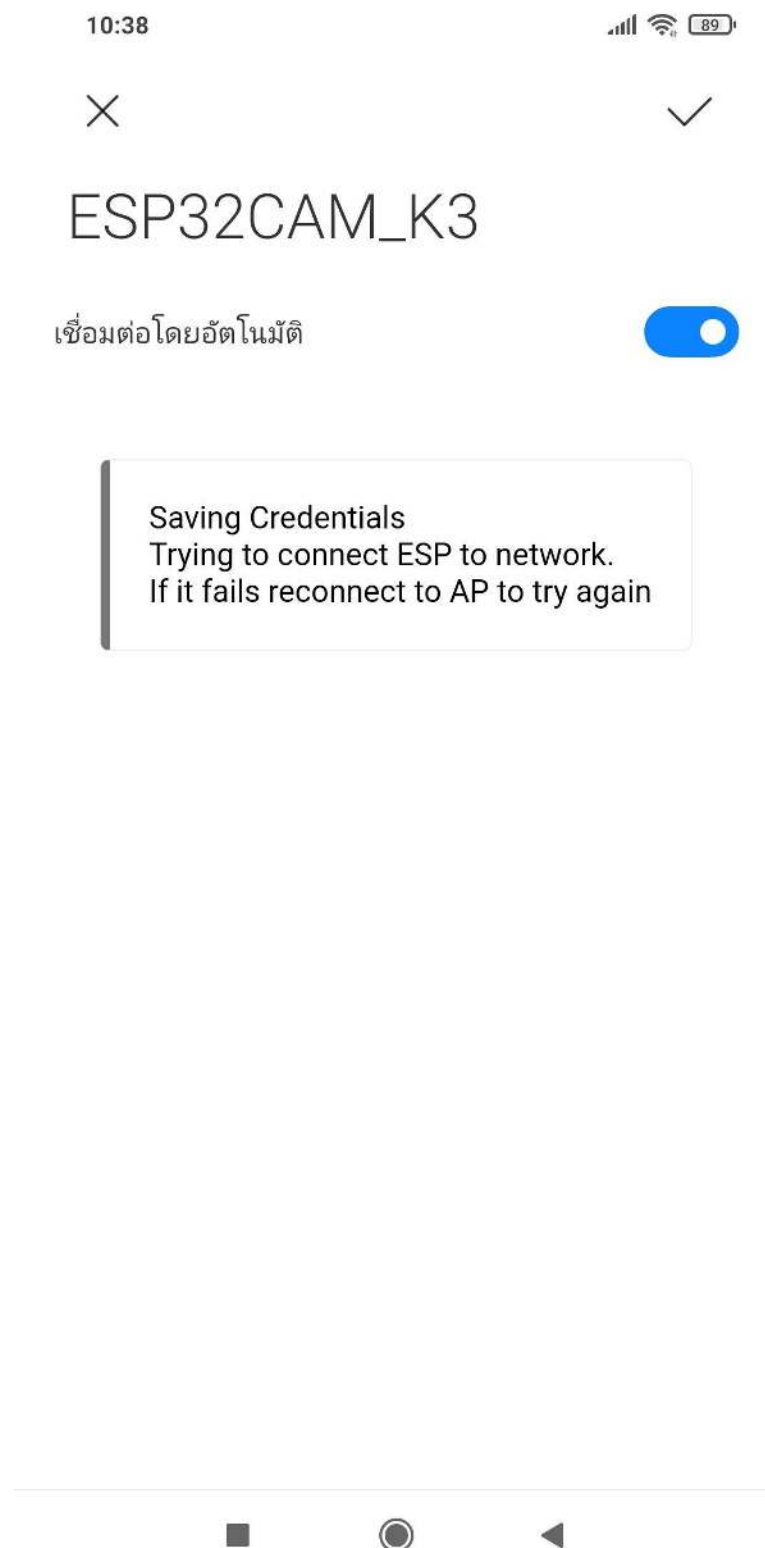 10:38
89
ESP32CAM_K3
เชื่อมต่อโดยอัตโนมัติ
Saving Credentials
Trying to connect ESP to network.
If it fails reconnect to AP to try again